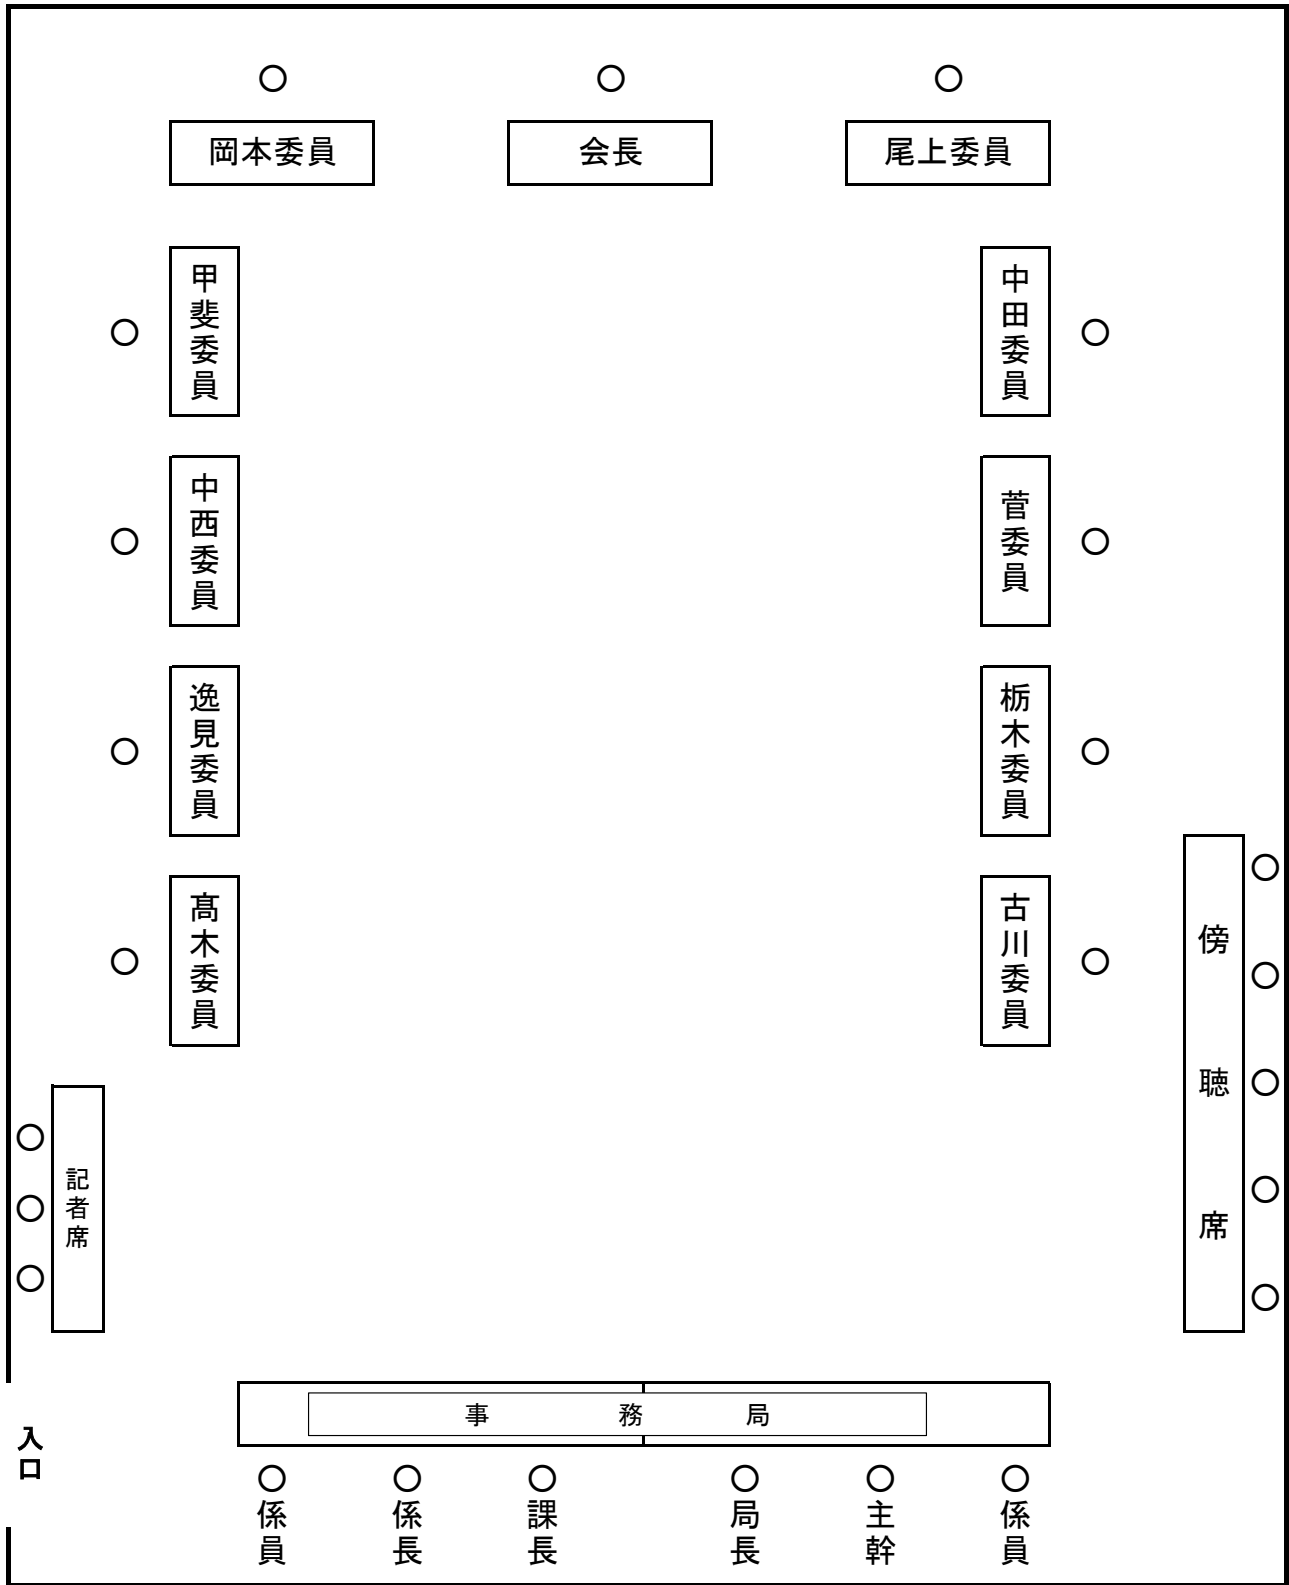 岡本委員
会長
尾上委員
甲斐委員
中田委員
中西委員
菅委員
逸見委員
栃木委員
髙木委員
古川委員
傍聴席
記者席
事務局
入口
係員
係長
課長
局長
主幹
係員